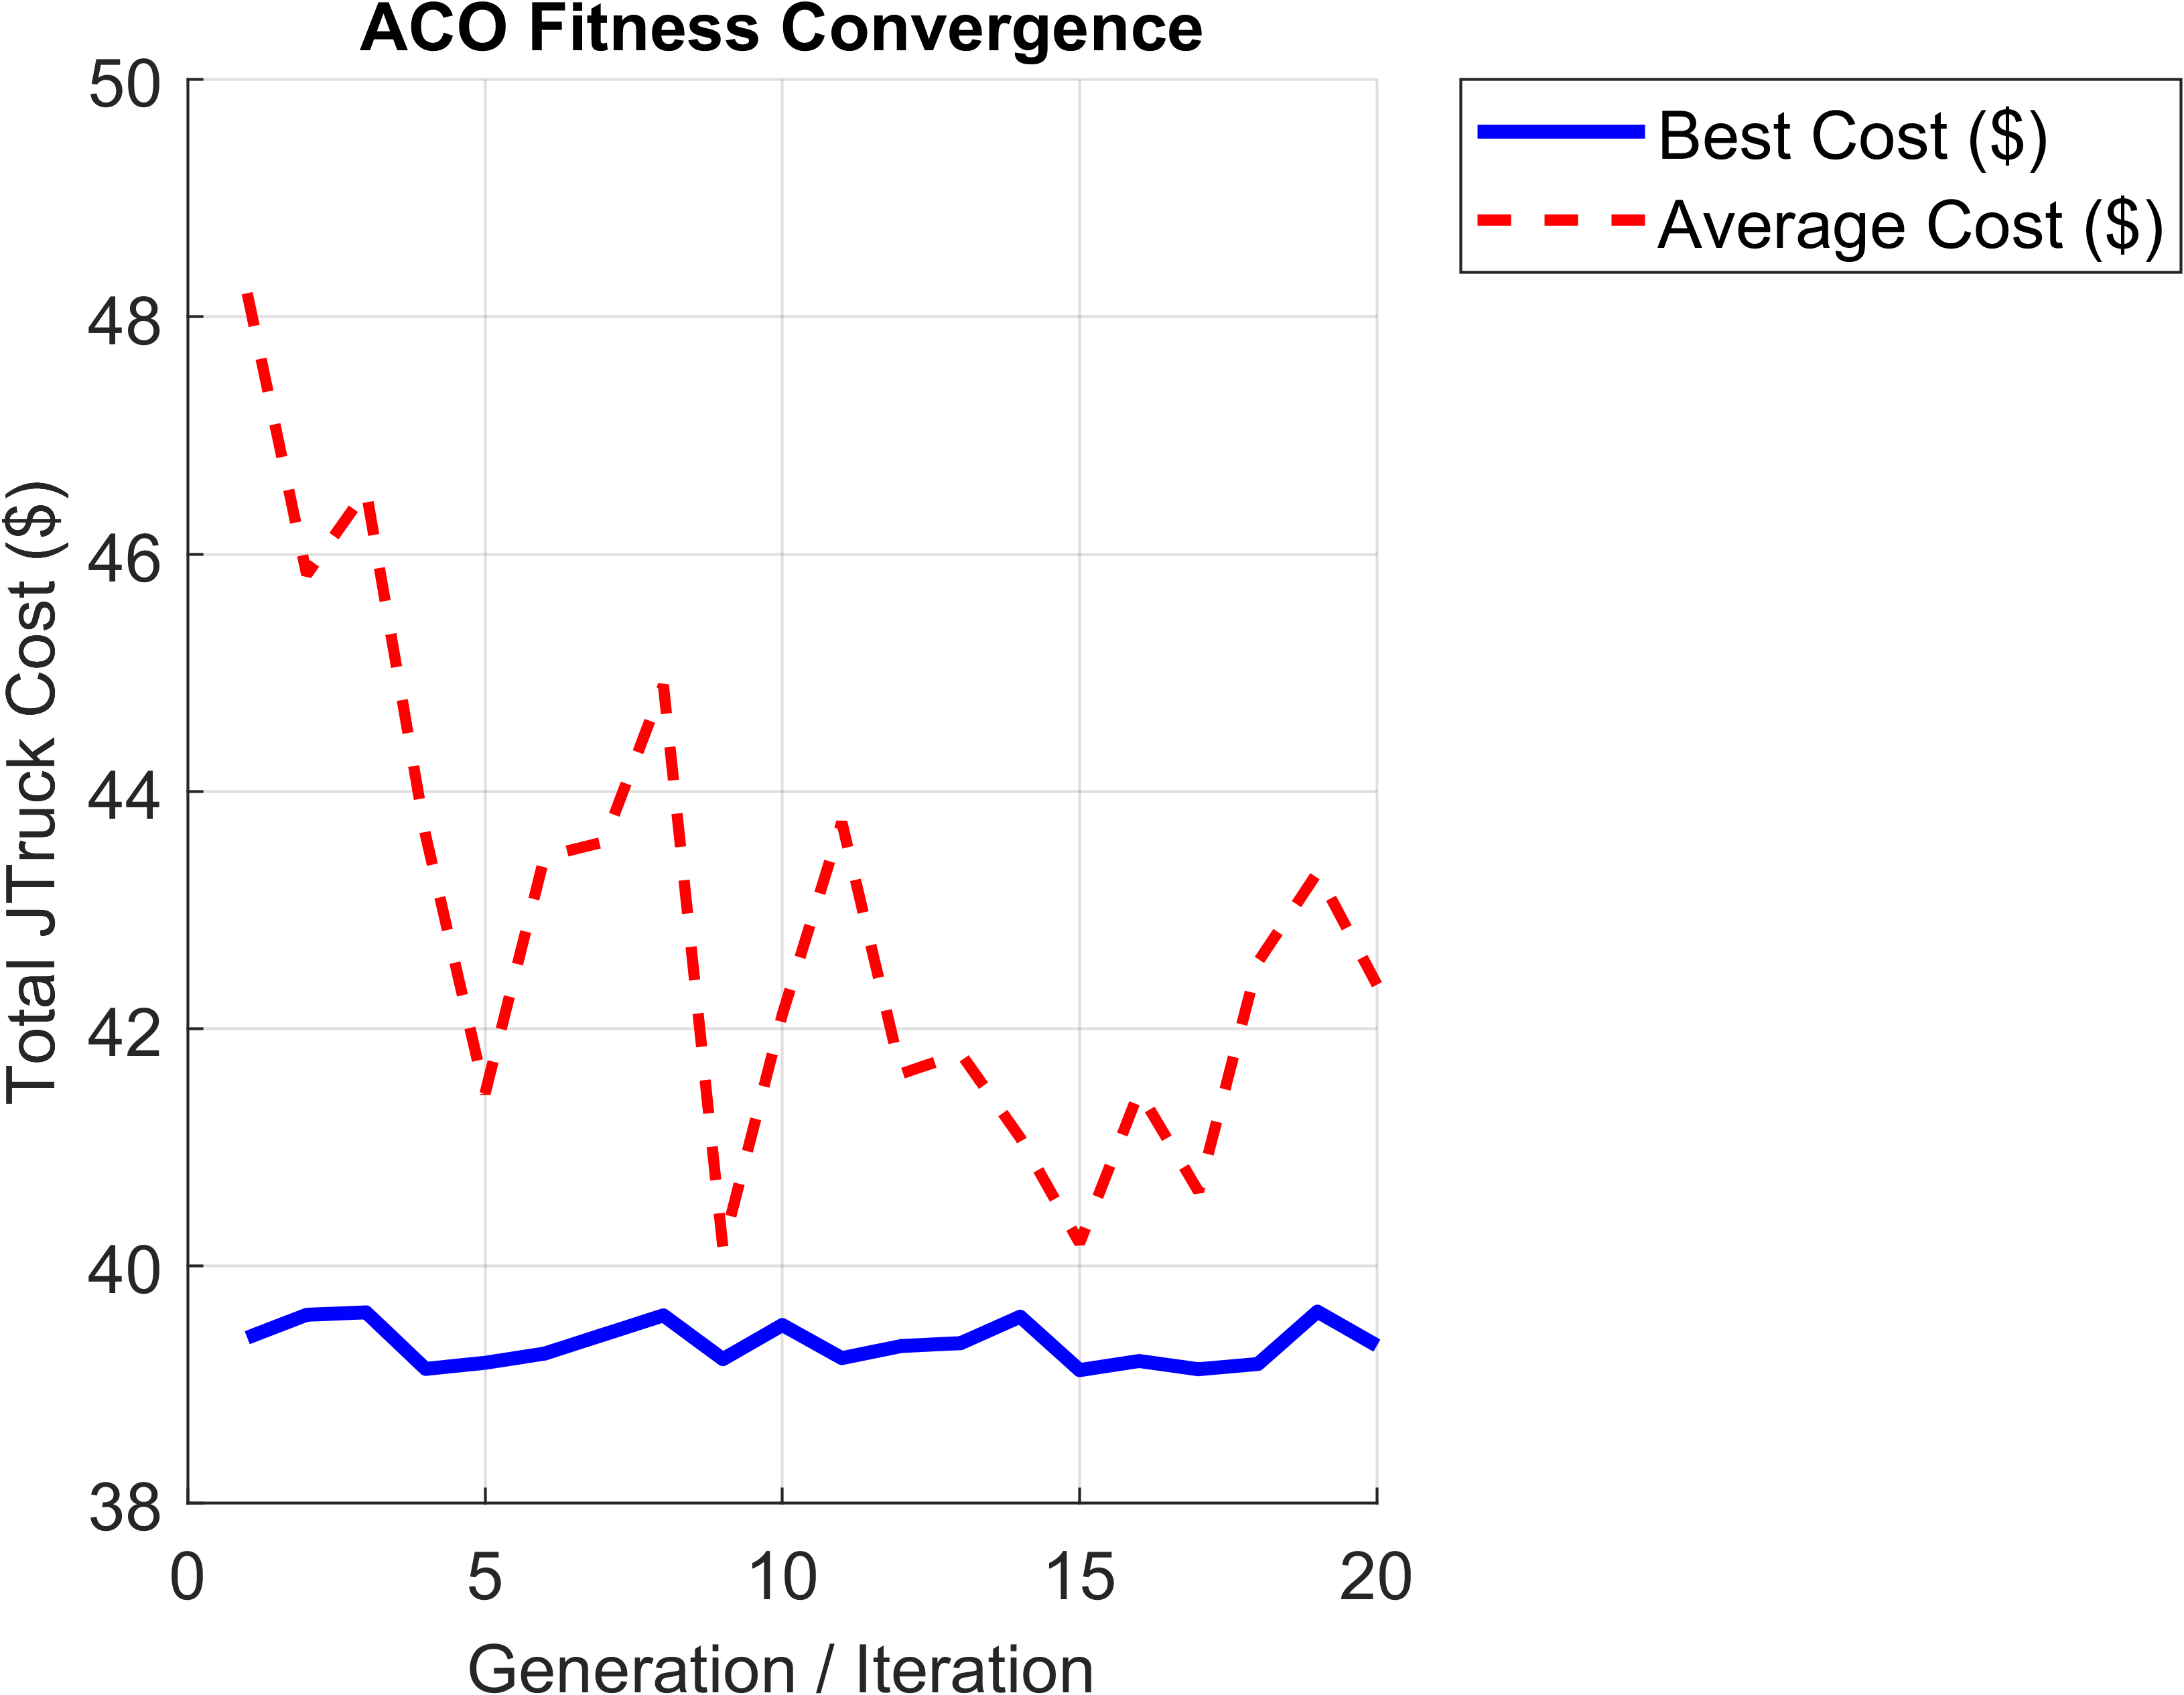 ACO Fitness Convergence
Best Cost ($)
Average Cost ($)
Total JTruck Cost ($)
50
48
46
44
42
40
38
0 5 10 15 20
Generation / Iteration